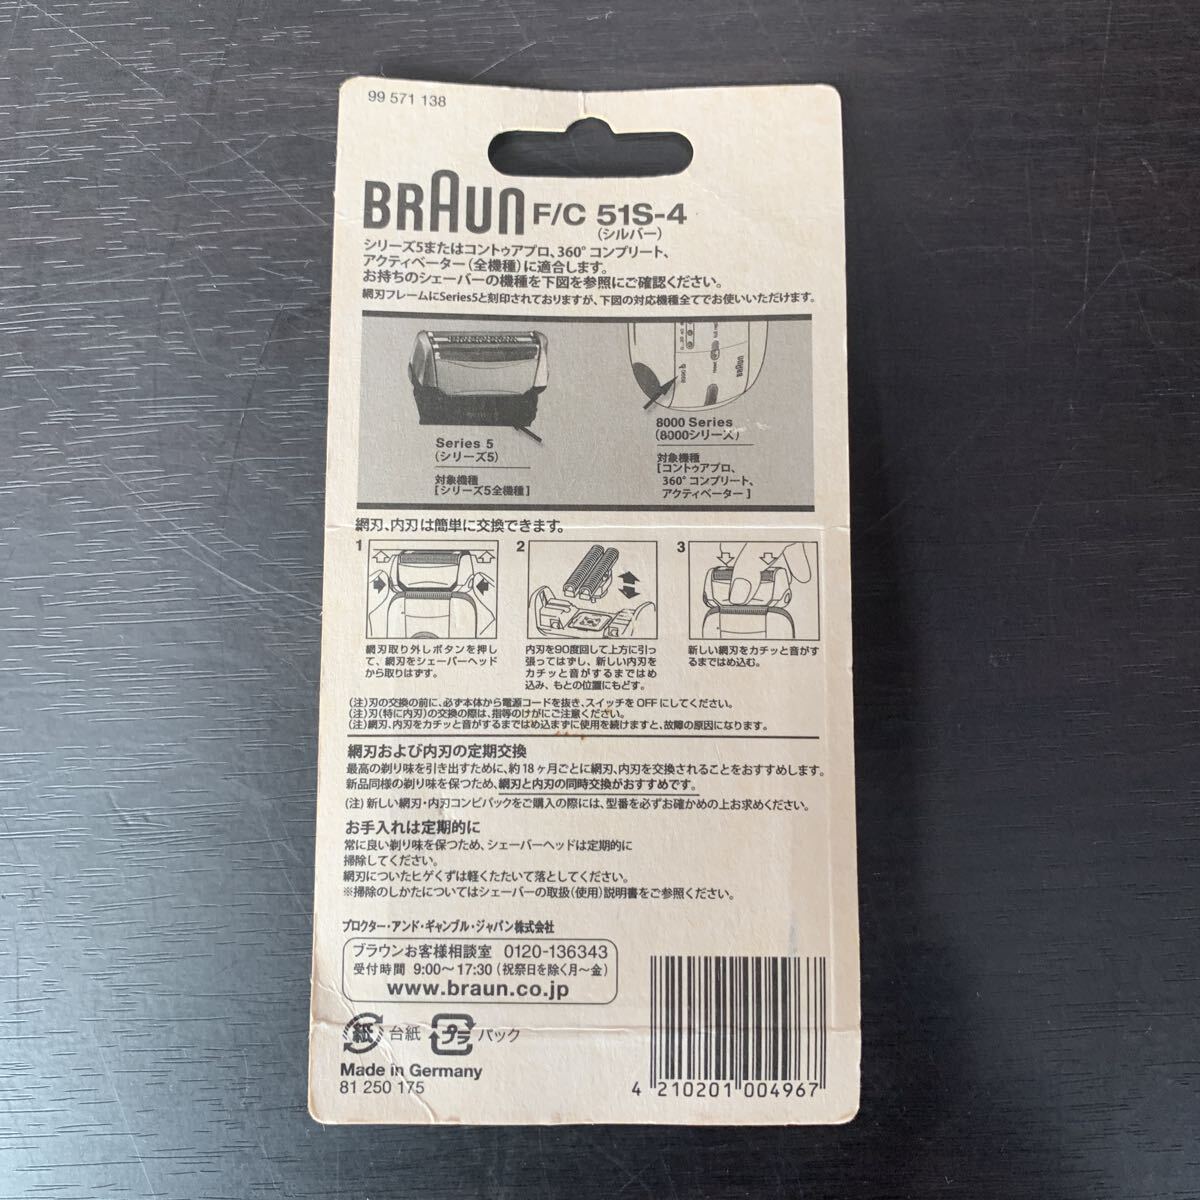 99 571 138
BRAUN F/C 51S-4
(シルバー)
シリーズ5またはコントゥアプロ、360° コンプリート、
アクティベーター(全機種)に適合します。
お持ちのシェーバーの機種を下図を参照にご確認ください。
網刃フレームにSeries5と刻印されておりますが、下図の対応機種全てでお使いいただけます。
Series 5
(シリーズ5)
対象機種
[シリーズ5全機種]
BRAUN
8000 Series
(8000シリーズ)
対象機種
[コントゥアプロ、
360° コンプリート、
アクティベーター]
網刃、内刃は簡単に交換できます。
1
網刃取り外しボタンを押し
て、網刃をシェーバーヘッド
から取りはずす。
2
内刃を90度回して上方に引っ
張ってはずし、新しい内刃を
カチッと音がするまではめ
込み、もとの位置にもどす。
3
新しい網刃をカチッと音がす
るまではめ込む。
(注)刃の交換の前に、必ず本体から電源コードを抜き、スイッチをOFFにしてください。
(注)刃(特に内刃)の交換の際は、指等のけがにご注意ください。
(注)網刃、内刃をカチッと音がするまではめ込まずに使用を続けますと、故障の原因になります。
網刃および内刃の定期交換
最高の剃り味を引き出すために、約18ヶ月ごとに網刃、内刃を交換されることをおすすめします。
新品同様の剃り味を保つため、網刃と内刃の同時交換がおすすめです。
(注)新しい網刃・内刃コンビパックをご購入の際には、型番を必ずお確かめの上お求めください。
お手入れは定期的に
常に良い剃り味を保つため、シェーバーヘッドは定期的に
掃除してください。
網刃についたヒゲくずは軽くたたいて落としてください。
※掃除のしかたについてはシェーバーの取扱(使用)説明書をご参照ください。
プロクター・アンド・ギャンブル・ジャパン株式会社
ブラウンお客様相談室 0120-136343
受付時間 9:00〜17:30(祝祭日を除く月〜金)
www.braun.co.jp
紙 台紙 プラ パック
Made in Germany
81 250 175
4 210201 004967